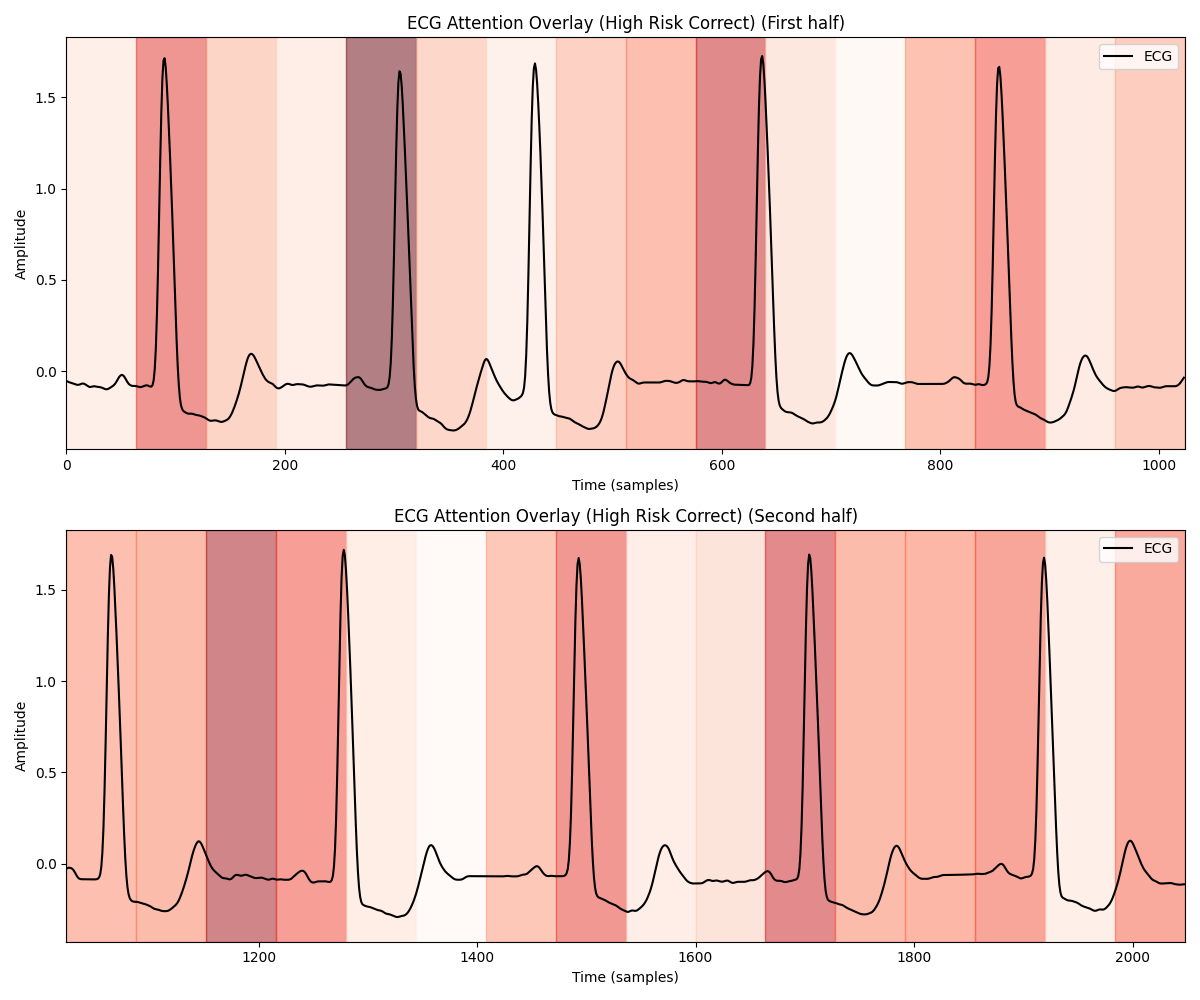 ECG Attention Overlay (High Risk Correct) (First half)
ECG
Amplitude
1.5
1.0
0.5
0.0
0 200 400 600 800 1000
Time (samples)
ECG Attention Overlay (High Risk Correct) (Second half)
ECG
Amplitude
1.5
1.0
0.5
0.0
1200 1400 1600 1800 2000
Time (samples)